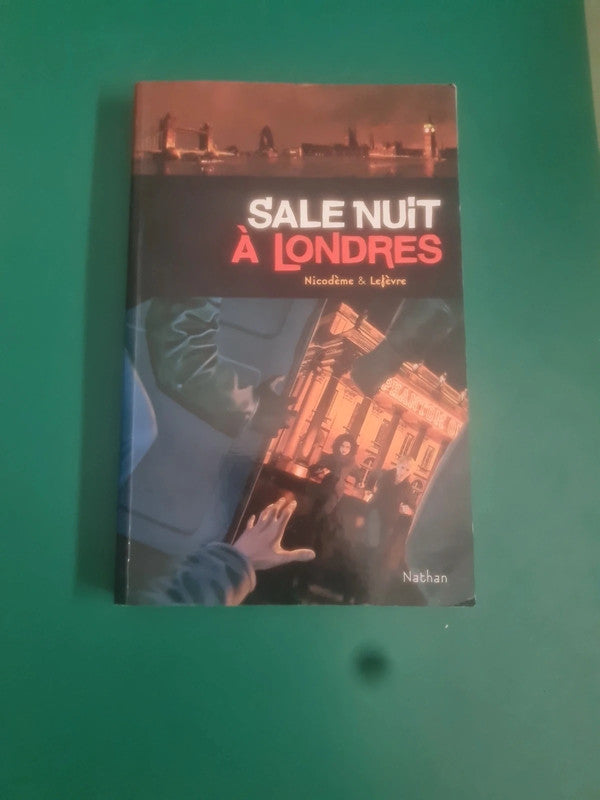 SALE NUiT
À LONDRES
Nicodème & Lefèvre
Nathan